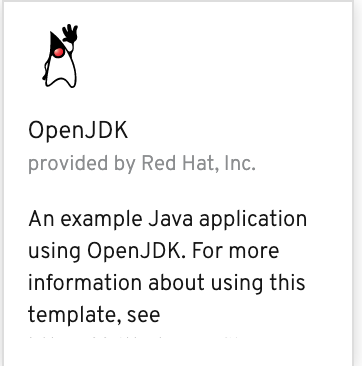 OpenJDK
provided by Red Hat, Inc.
An example Java application
using OpenJDK. For more
information about using this
template, see